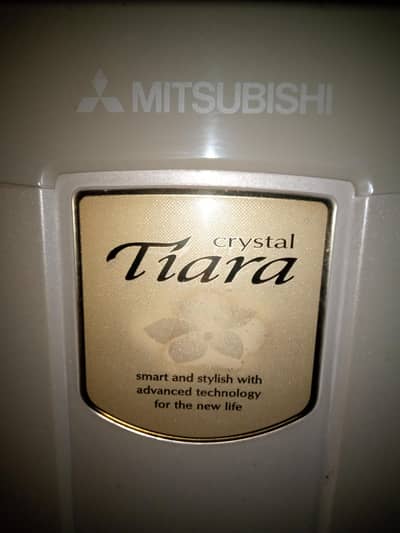 MITSUBISHI
crystal
Tiara
smart and stylish with
advanced technology
for the new life